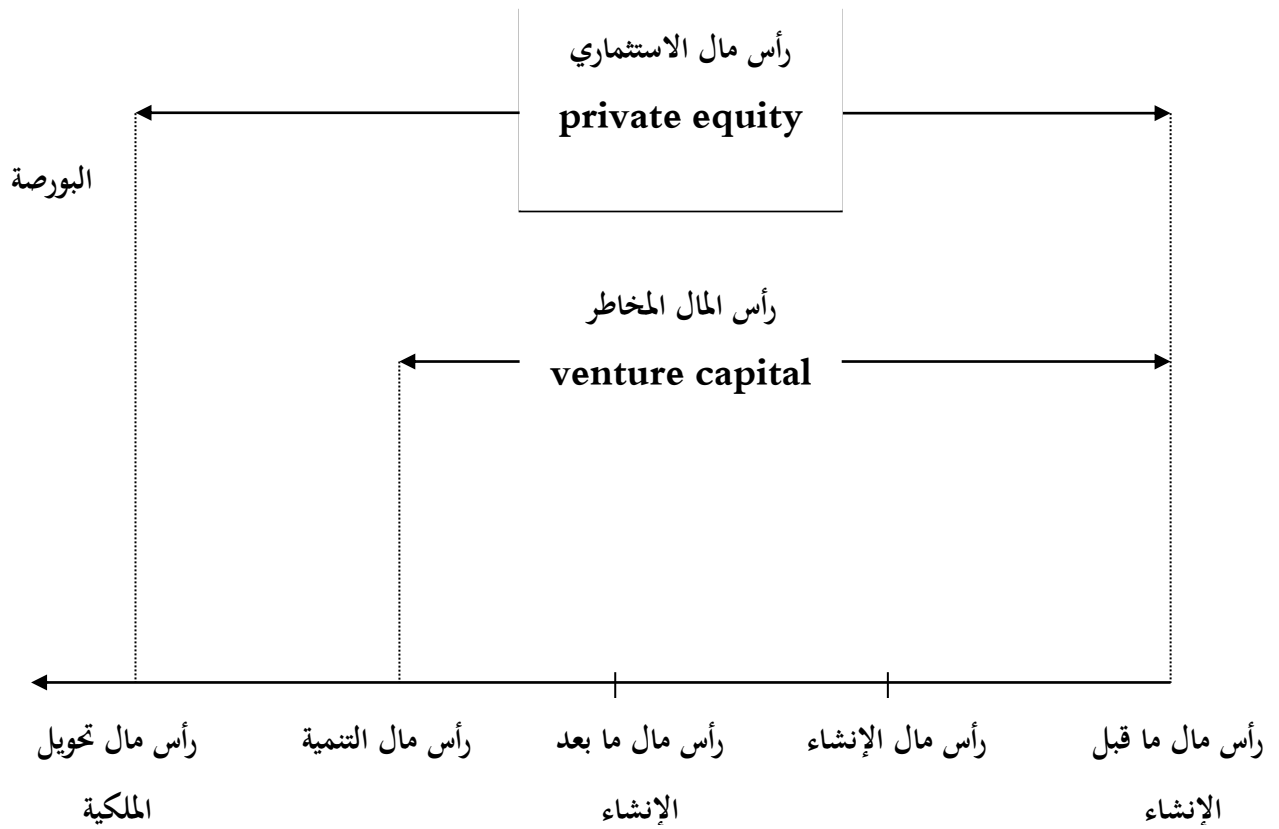 رأس مال الاستثماري
private equity
البورصة
رأس المال المخاطر
venture capital
رأس مال ما قبل
الإنشاء
رأس مال الإنشاء
رأس مال ما بعد
الإنشاء
رأس مال التنمية
رأس مال تحويل
الملكية